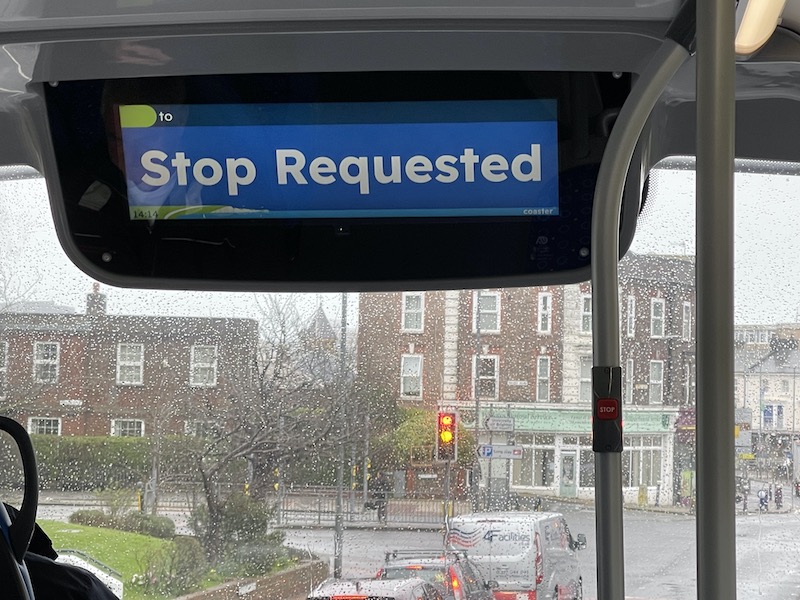 to
Stop Requested
14:14
coaster
STOP
P
4Facilities